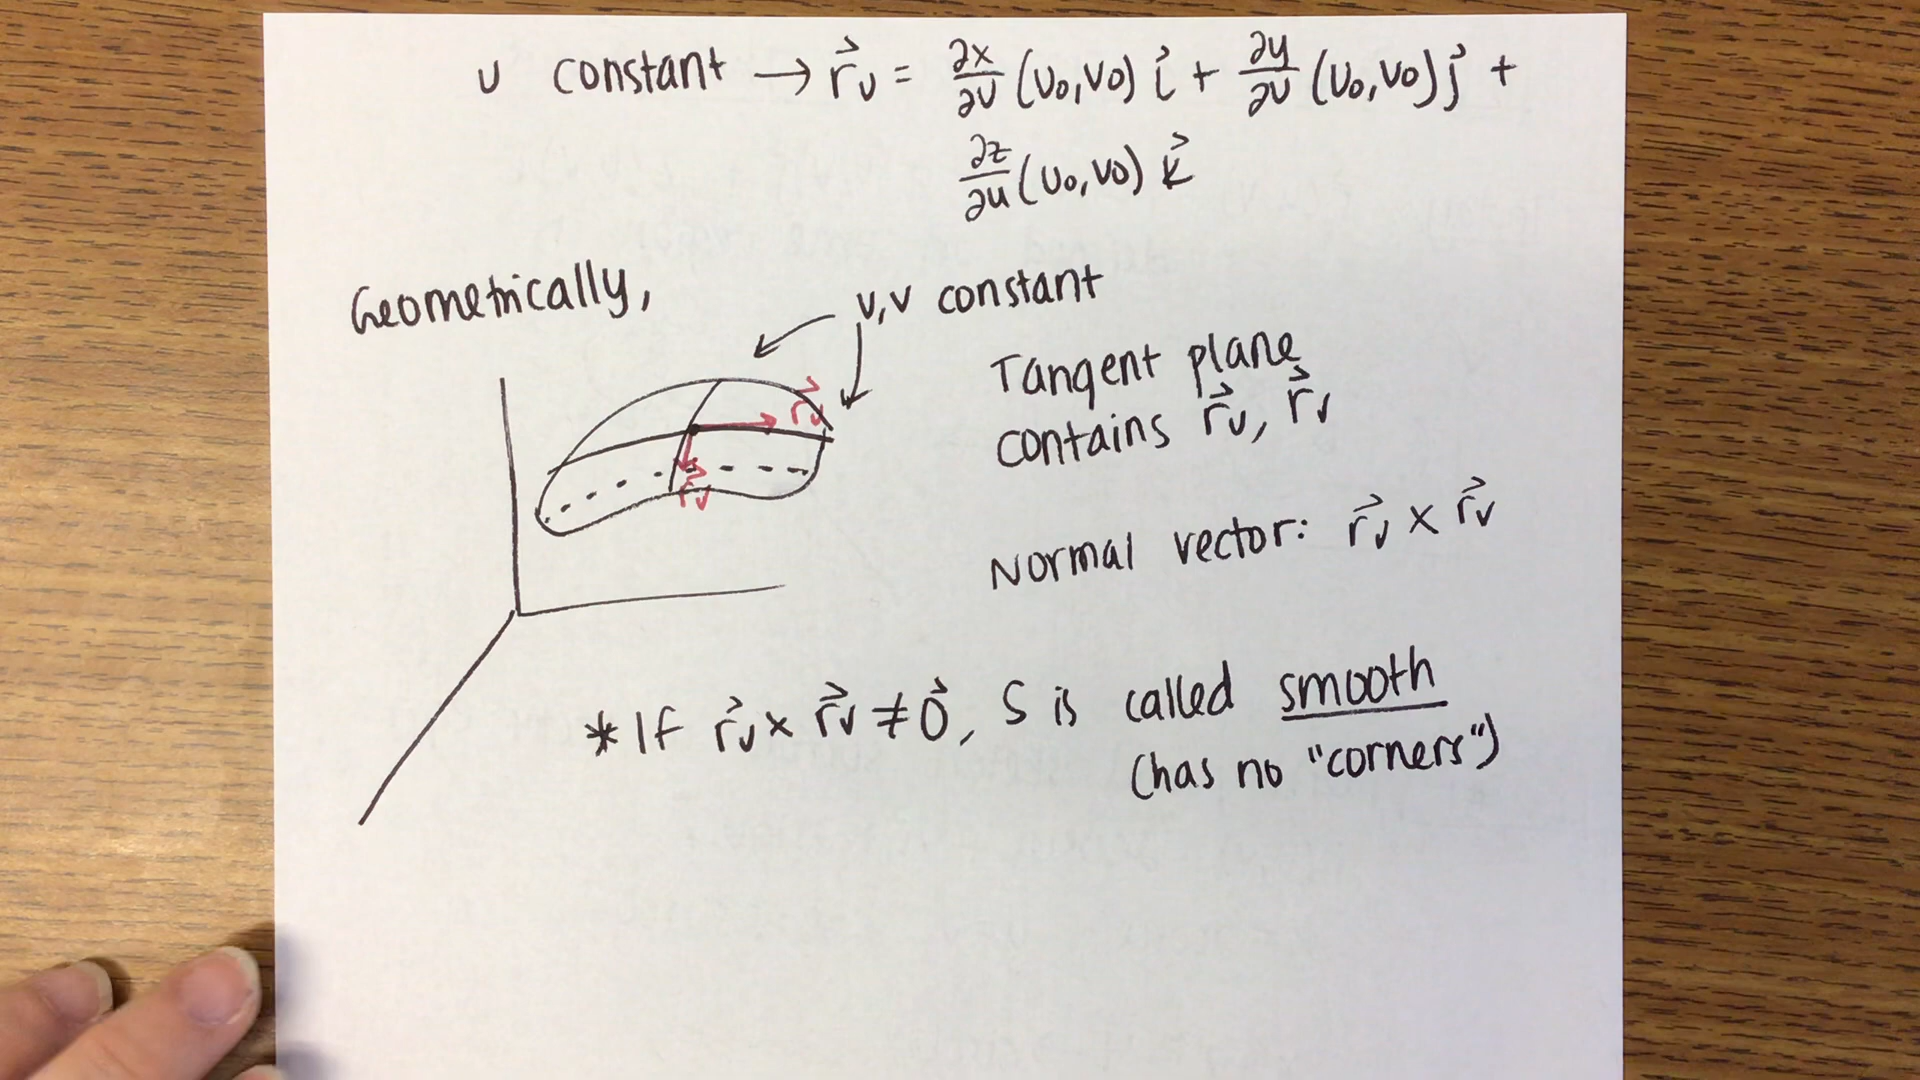 u constant → r⃗v = ∂x/∂v (u₀,v₀) i⃗ + ∂y/∂v (u₀,v₀) j⃗ +
∂z/∂u (u₀,v₀) k⃗
Geometrically,
u,v constant
r⃗u
r⃗v
Tangent plane
contains r⃗u, r⃗v
Normal vector: r⃗u × r⃗v
* If r⃗u × r⃗v ≠ 0⃗, S is called smooth
(has no "corners")